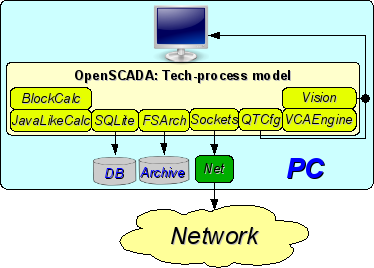 OpenSCADA: Tech-process model
BlockCalc
Vision
JavaLikeCalc SQLite FSArch Sockets QTCfg VCAEngine
DB Archive Net PC
Network